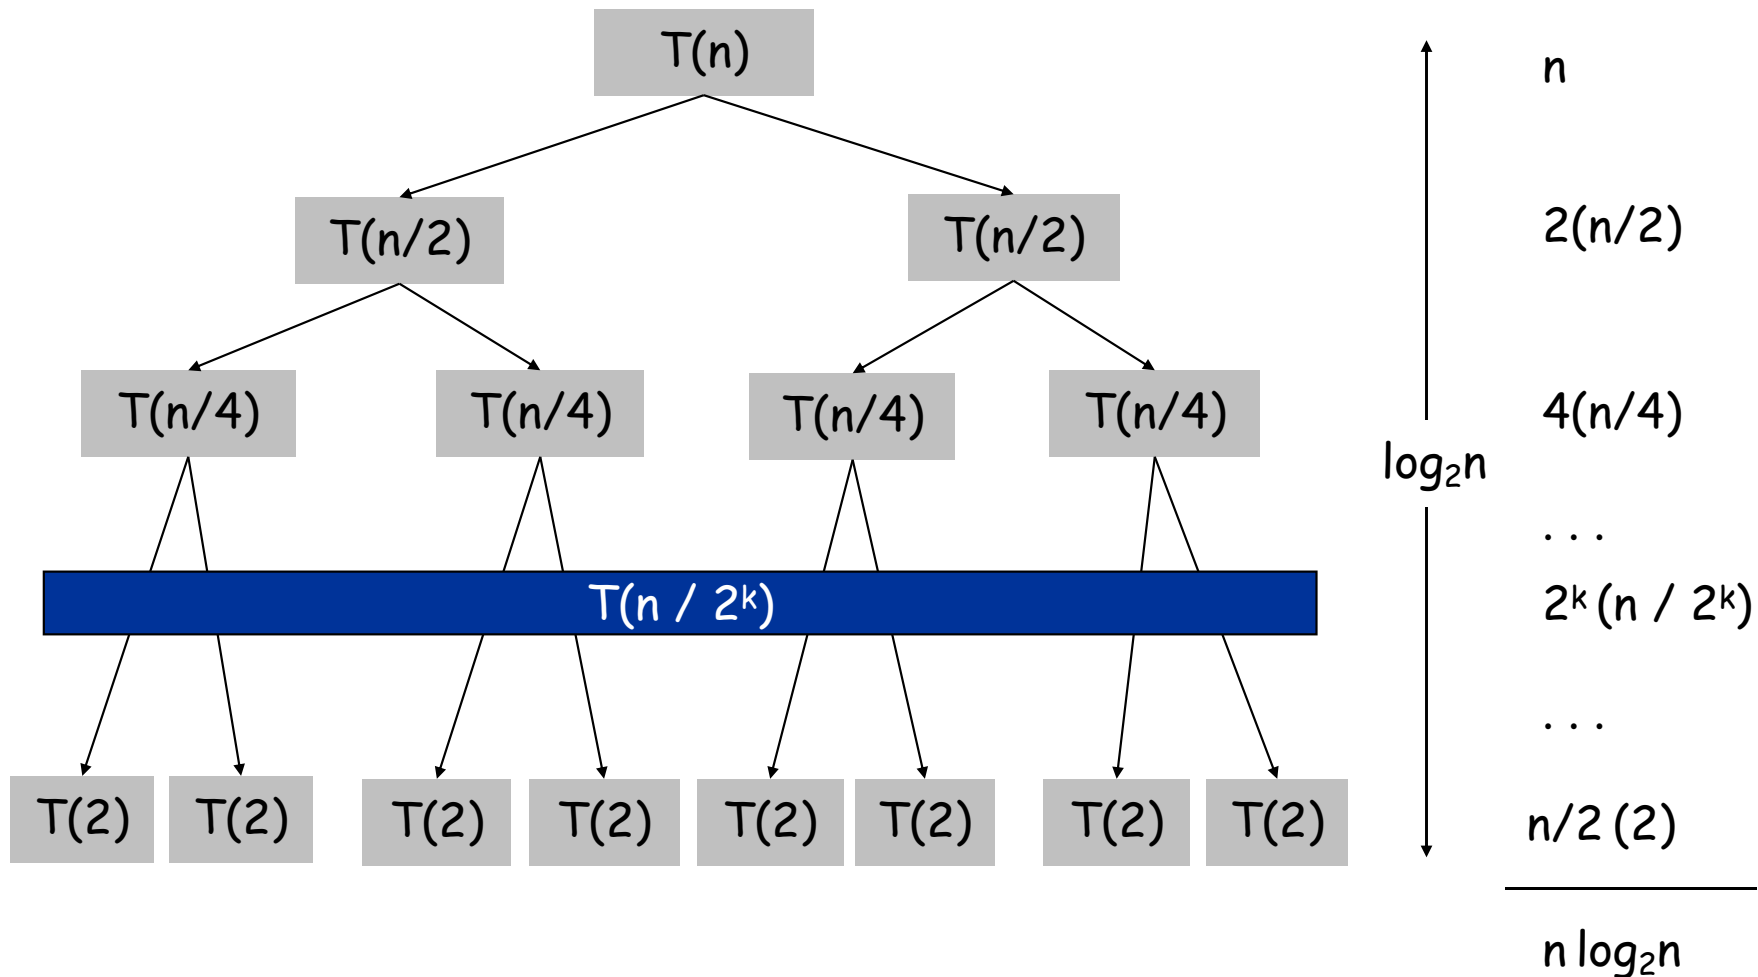 T(n)
n
T(n/2) T(n/2)
2(n/2)
T(n/4) T(n/4) T(n/4) T(n/4)
4(n/4)
log₂n
. . .
T(n / 2ᵏ)
2ᵏ (n / 2ᵏ)
. . .
T(2) T(2) T(2) T(2) T(2) T(2) T(2) T(2)
n/2 (2)
n log₂n